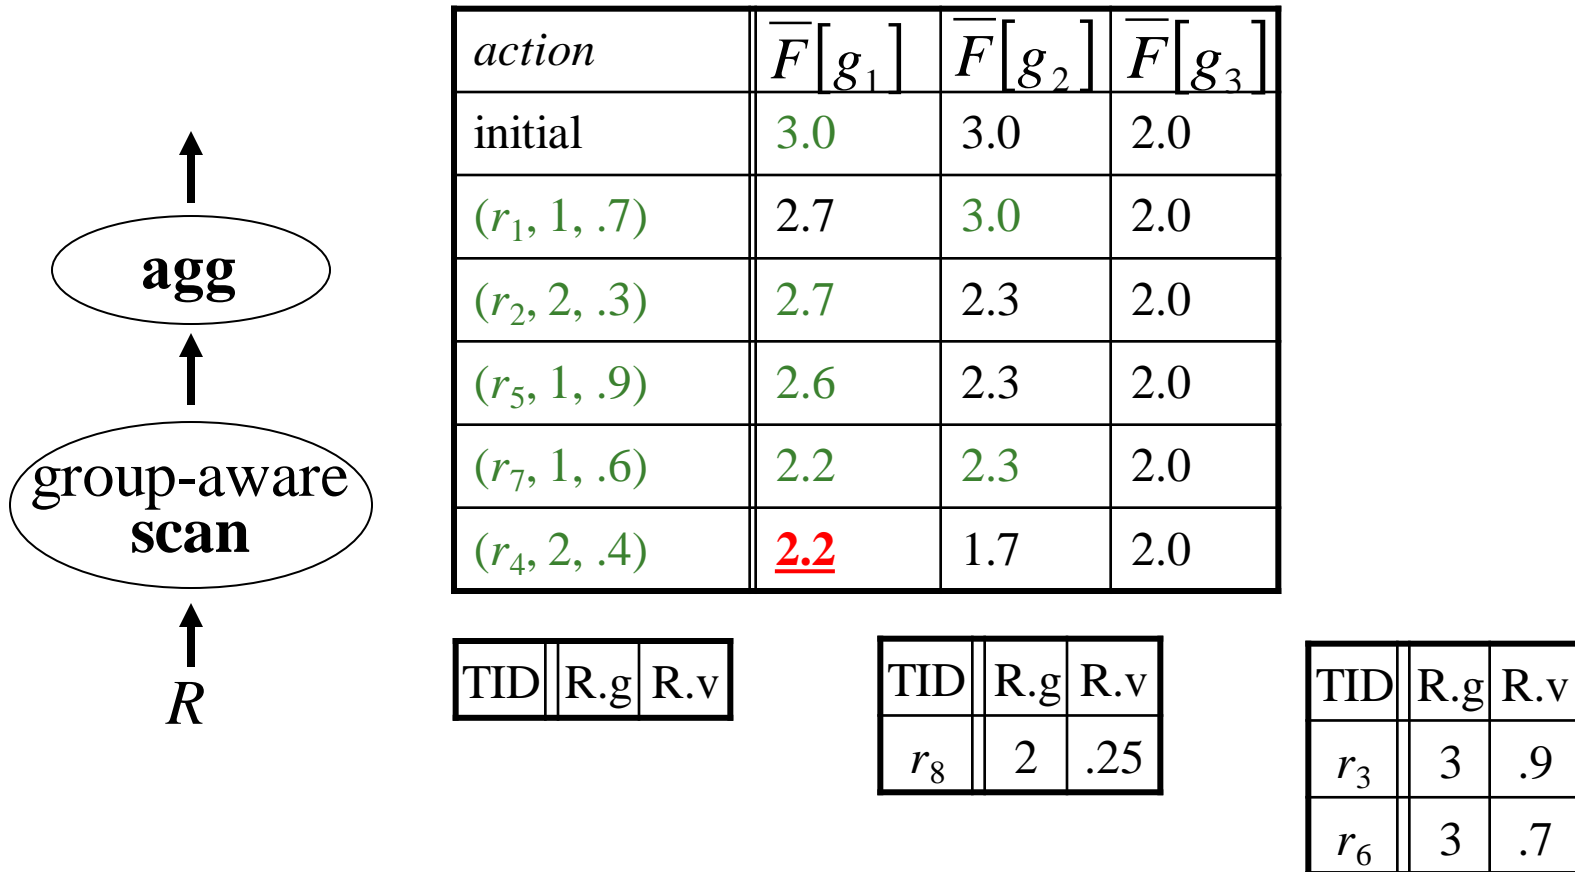 action F̅[g₁] F̅[g₂] F̅[g₃]
initial 3.0 3.0 2.0
(r₁, 1, .7) 2.7 3.0 2.0
(r₂, 2, .3) 2.7 2.3 2.0
(r₅, 1, .9) 2.6 2.3 2.0
(r₇, 1, .6) 2.2 2.3 2.0
(r₄, 2, .4) 2.2 1.7 2.0
agg
group-aware
scan
R
TID R.g R.v
TID R.g R.v
r₈ 2 .25
TID R.g R.v
r₃ 3 .9
r₆ 3 .7